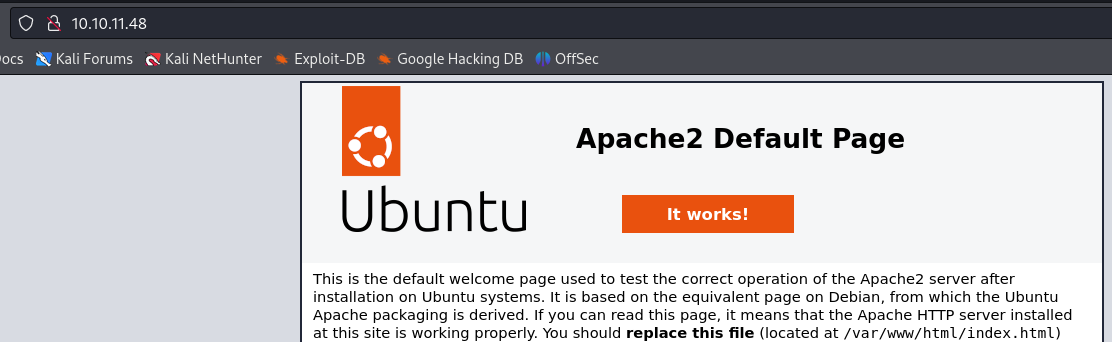 10.10.11.48
ocs Kali Forums Kali NetHunter Exploit-DB Google Hacking DB OffSec
Apache2 Default Page
Ubuntu
It works!
This is the default welcome page used to test the correct operation of the Apache2 server after
installation on Ubuntu systems. It is based on the equivalent page on Debian, from which the Ubuntu
Apache packaging is derived. If you can read this page, it means that the Apache HTTP server installed
at this site is working properly. You should replace this file (located at /var/www/html/index.html)